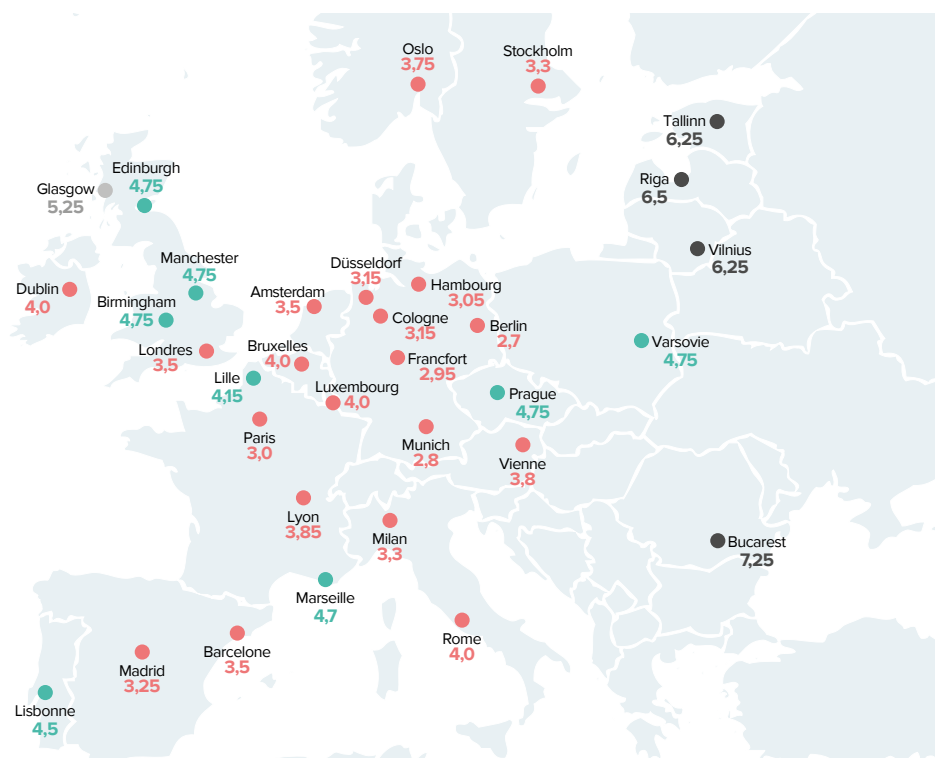 Oslo
3,75
Stockholm
3,3
Tallinn
6,25
Edinburgh
4,75
Glasgow
5,25
Riga
6,5
Vilnius
6,25
Manchester
4,75
Düsseldorf
3,15
Hambourg
3,05
Dublin
4,0
Birmingham
4,75
Amsterdam
3,5
Cologne
3,15
Berlin
2,7
Londres
3,5
Bruxelles
4,0
Francfort
2,95
Varsovie
4,75
Lille
4,15
Luxembourg
4,0
Prague
4,75
Paris
3,0
Munich
2,8
Vienne
3,8
Lyon
3,85
Milan
3,3
Bucarest
7,25
Marseille
4,7
Rome
4,0
Barcelone
3,5
Madrid
3,25
Lisbonne
4,5